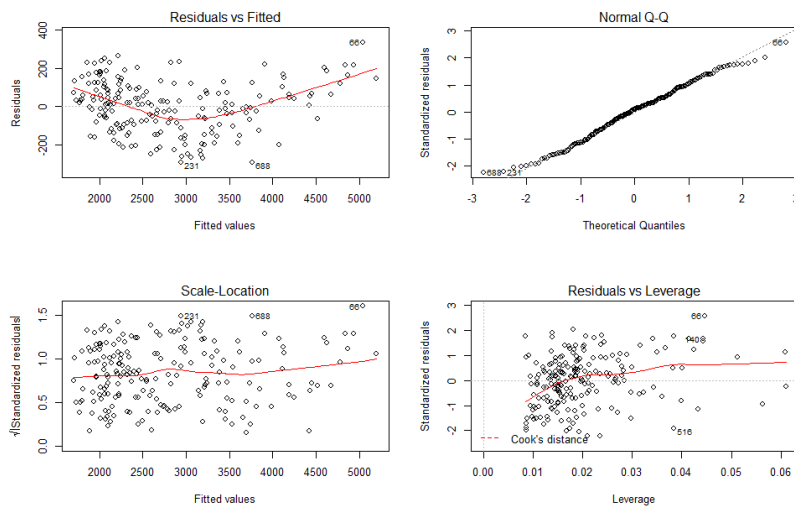 Residuals vs Fitted
Residuals
400
200
0
-200
66
231
688
2000 2500 3000 3500 4000 4500 5000
Fitted values
Normal Q-Q
Standardized residuals
3
2
1
0
-1
-2
66
688
231
-3 -2 -1 0 1 2 3
Theoretical Quantiles
Scale-Location
√|Standardized residuals|
1.5
1.0
0.5
0.0
66
231
688
2000 2500 3000 3500 4000 4500 5000
Fitted values
Residuals vs Leverage
Standardized residuals
3
2
1
0
-1
-2
66
1408
516
Cook's distance
0.00 0.01 0.02 0.03 0.04 0.05 0.06
Leverage